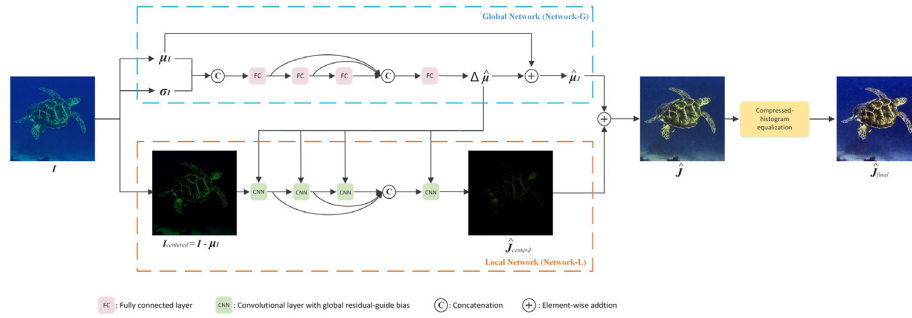 Global Network (Network-G)
μI
σI
C
FC
FC
FC
C
FC
Δ μ̂
+
μ̂J
I
+
Ĵ
Compressed-
histogram
equalization
Ĵfinal
CNN
CNN
CNN
C
CNN
Icentered = I - μI
Ĵcenterd
Local Network (Network-L)
FC : Fully connected layer
CNN : Convolutional layer with global residual-guide bias
C : Concatenation
+ : Element-wise addtion